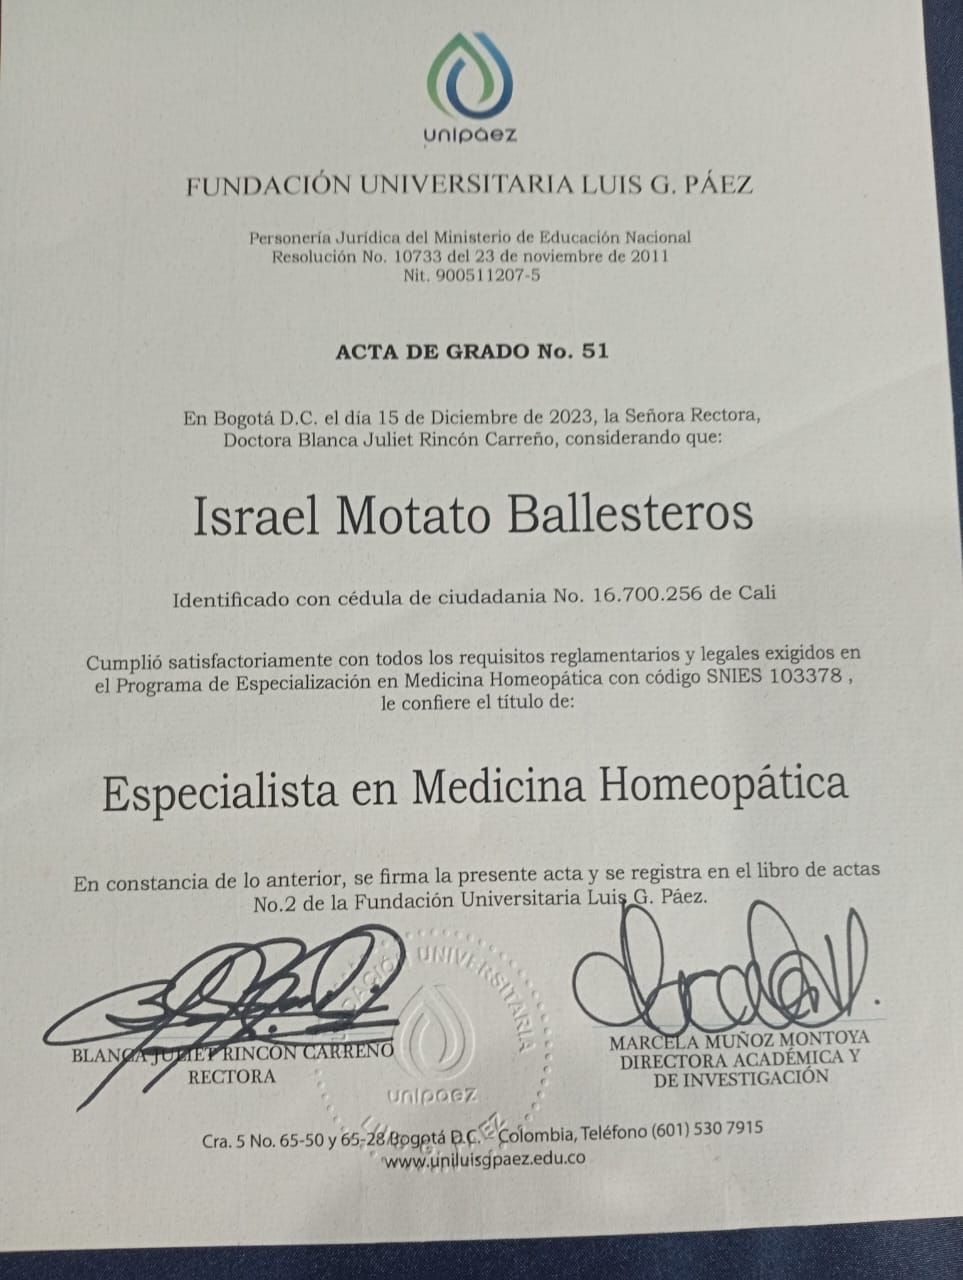 unipaez
FUNDACIÓN UNIVERSITARIA LUIS G. PÁEZ
Personería Jurídica del Ministerio de Educación Nacional
Resolución No. 10733 del 23 de noviembre de 2011
Nit. 900511207-5
ACTA DE GRADO No. 51
En Bogotá D.C. el día 15 de Diciembre de 2023, la Señora Rectora,
Doctora Blanca Juliet Rincón Carreño, considerando que:
Israel Motato Ballesteros
Identificado con cédula de ciudadania No. 16.700.256 de Cali
Cumplió satisfactoriamente con todos los requisitos reglamentarios y legales exigidos en
el Programa de Especialización en Medicina Homeopática con código SNIES 103378 ,
le confiere el título de:
Especialista en Medicina Homeopática
En constancia de lo anterior, se firma la presente acta y se registra en el libro de actas
No.2 de la Fundación Universitaria Luis G. Páez.
FUNDACIÓN UNIVERSITARIA
unipaez
BLANCA JULIET RINCÓN CARREÑO
RECTORA
MARCELA MUÑOZ MONTOYA
DIRECTORA ACADÉMICA Y
DE INVESTIGACIÓN
Cra. 5 No. 65-50 y 65-28 Bogotá D.C. - Colombia, Teléfono (601) 530 7915
www.uniluisgpaez.edu.co